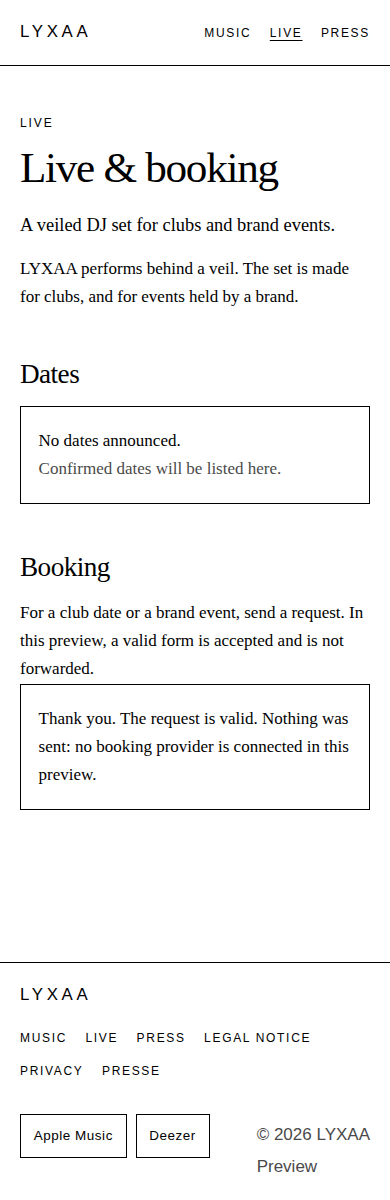 LYXAA
MUSIC LIVE PRESS
LIVE
Live & booking
A veiled DJ set for clubs and brand events.
LYXAA performs behind a veil. The set is made
for clubs, and for events held by a brand.
Dates
No dates announced.
Confirmed dates will be listed here.
Booking
For a club date or a brand event, send a request. In
this preview, a valid form is accepted and is not
forwarded.
Thank you. The request is valid. Nothing was
sent: no booking provider is connected in this
preview.
LYXAA
MUSIC LIVE PRESS LEGAL NOTICE
PRIVACY PRESSE
Apple Music Deezer © 2026 LYXAA
Preview